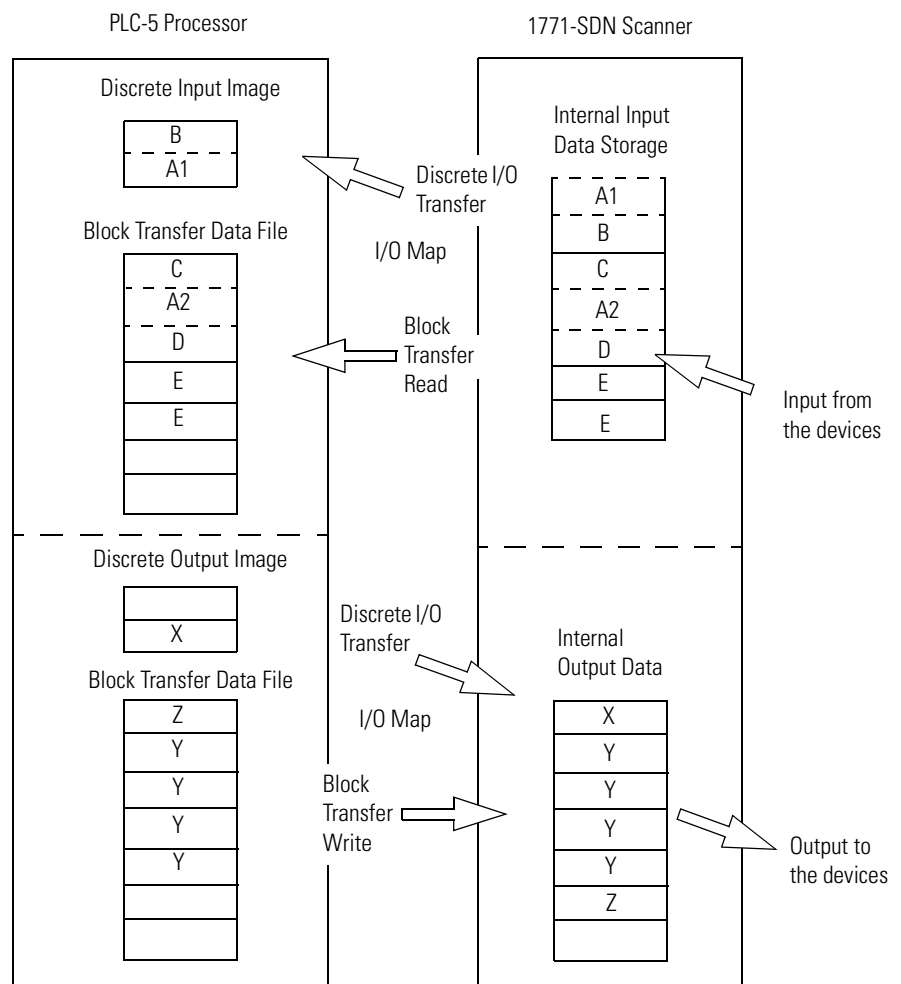 PLC-5 Processor
1771-SDN Scanner
Discrete Input Image
B
A1
Block Transfer Data File
C
A2
D
E
E
Discrete I/O
Transfer
I/O Map
Block
Transfer
Read
Internal Input
Data Storage
A1
B
C
A2
D
E
E
Input from
the devices
Discrete Output Image
X
Block Transfer Data File
Z
Y
Y
Y
Y
Discrete I/O
Transfer
I/O Map
Block
Transfer
Write
Internal
Output Data
X
Y
Y
Y
Y
Z
Output to
the devices